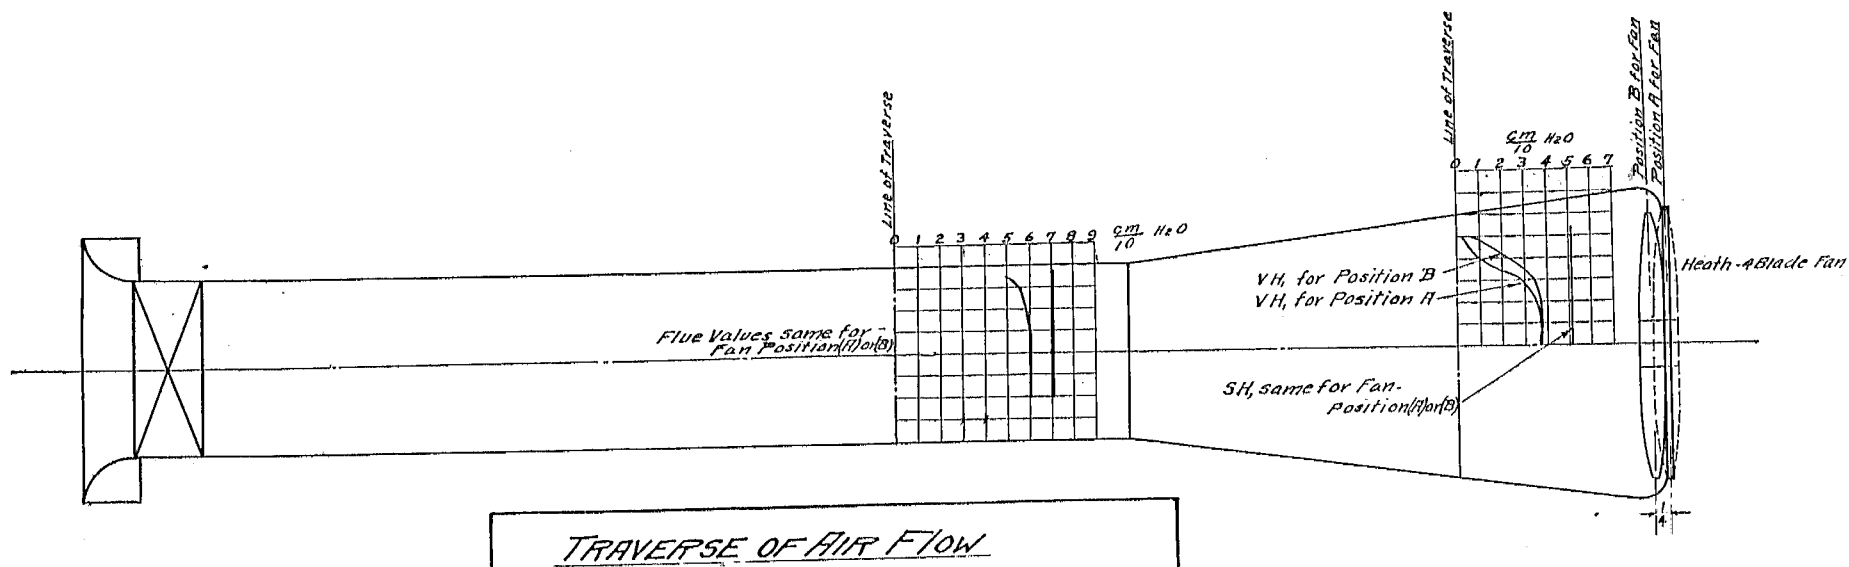 Position B for Fan
Position A for Fan
Line of Traverse
cm/10 H2O
0 1 2 3 4 5 6 7
Line of Traverse
0 1 2 3 4 5 6 7 8 9
cm/10 H2O
Heath-4 Blade Fan
VH, for Position B
VH, for Position A
Flue Values same for-
Fan Position(A)or(B)
SH, same for Fan-
Position(A)or(B)
1/4
TRAVERSE OF AIR FLOW